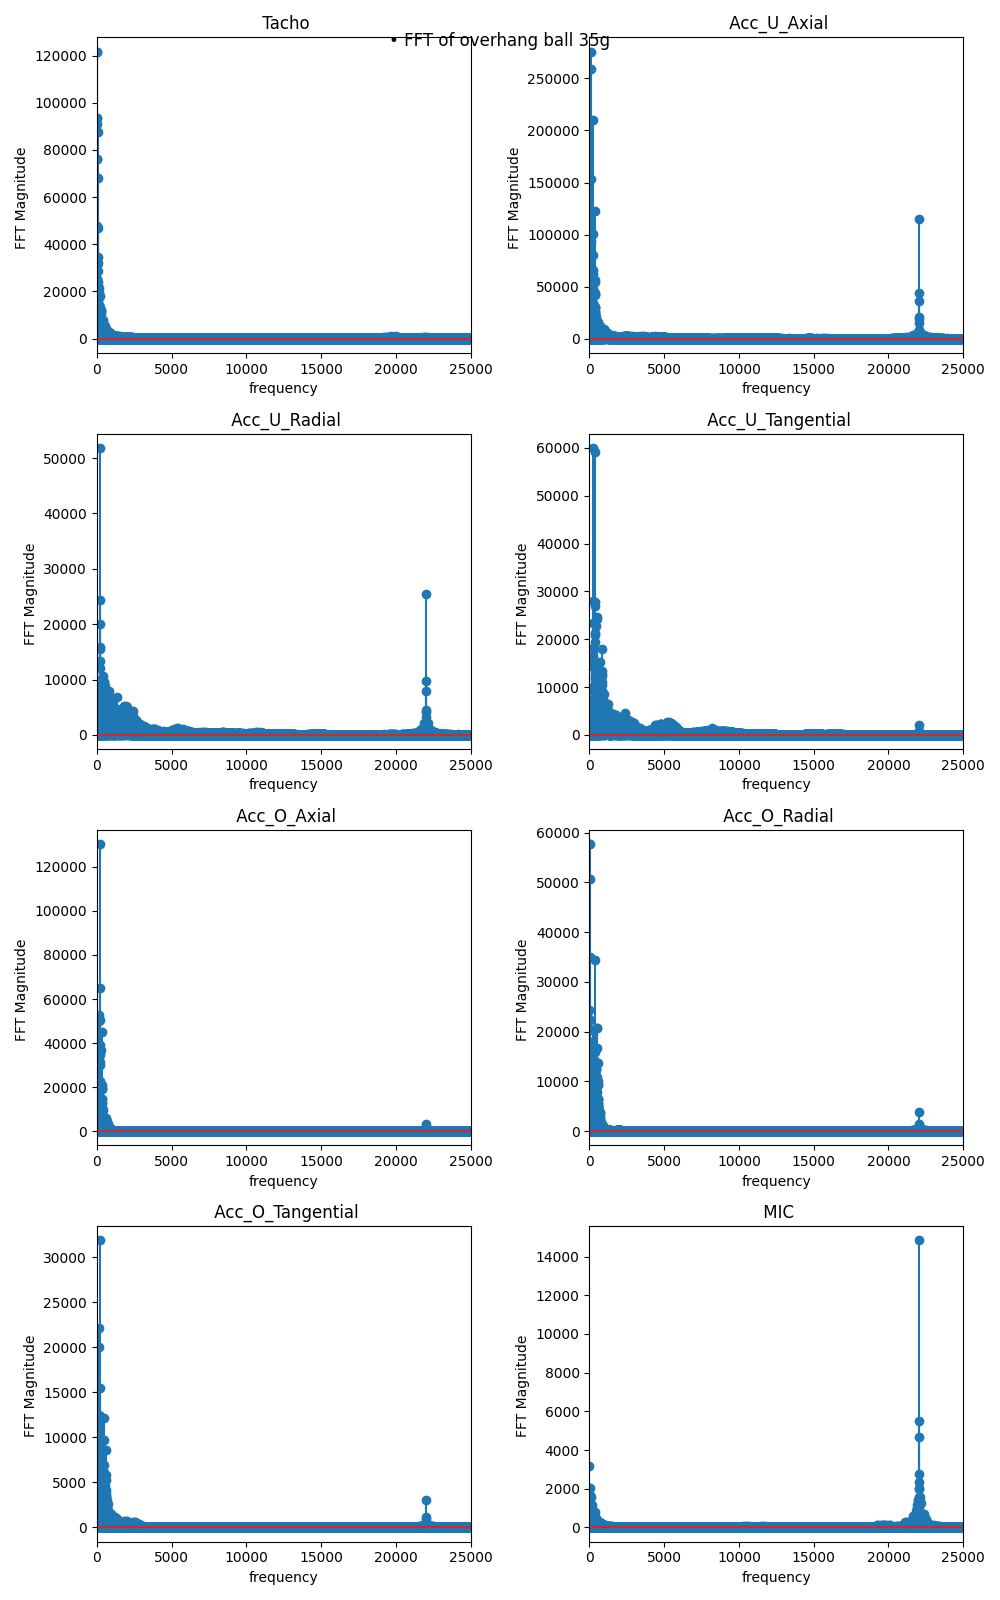 • FFT of overhang ball 35g
Tacho
FFT Magnitude
120000
100000
80000
60000
40000
20000
0
0 5000 10000 15000 20000 25000
frequency
Acc_U_Axial
FFT Magnitude
250000
200000
150000
100000
50000
0
0 5000 10000 15000 20000 25000
frequency
Acc_U_Radial
FFT Magnitude
50000
40000
30000
20000
10000
0
0 5000 10000 15000 20000 25000
frequency
Acc_U_Tangential
FFT Magnitude
60000
50000
40000
30000
20000
10000
0
0 5000 10000 15000 20000 25000
frequency
Acc_O_Axial
FFT Magnitude
120000
100000
80000
60000
40000
20000
0
0 5000 10000 15000 20000 25000
frequency
Acc_O_Radial
FFT Magnitude
60000
50000
40000
30000
20000
10000
0
0 5000 10000 15000 20000 25000
frequency
Acc_O_Tangential
FFT Magnitude
30000
25000
20000
15000
10000
5000
0
0 5000 10000 15000 20000 25000
frequency
MIC
FFT Magnitude
14000
12000
10000
8000
6000
4000
2000
0
0 5000 10000 15000 20000 25000
frequency